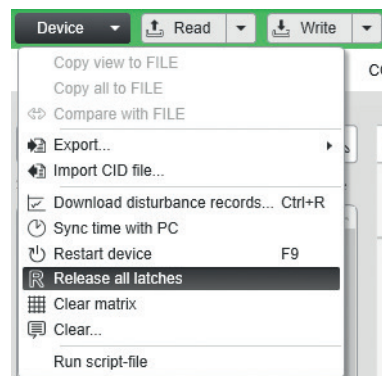 Device Read Write
Copy view to FILE
Copy all to FILE
Compare with FILE
Export...
Import CID file...
Download disturbance records... Ctrl+R
Sync time with PC
Restart device F9
Release all latches
Clear matrix
Clear...
Run script-file